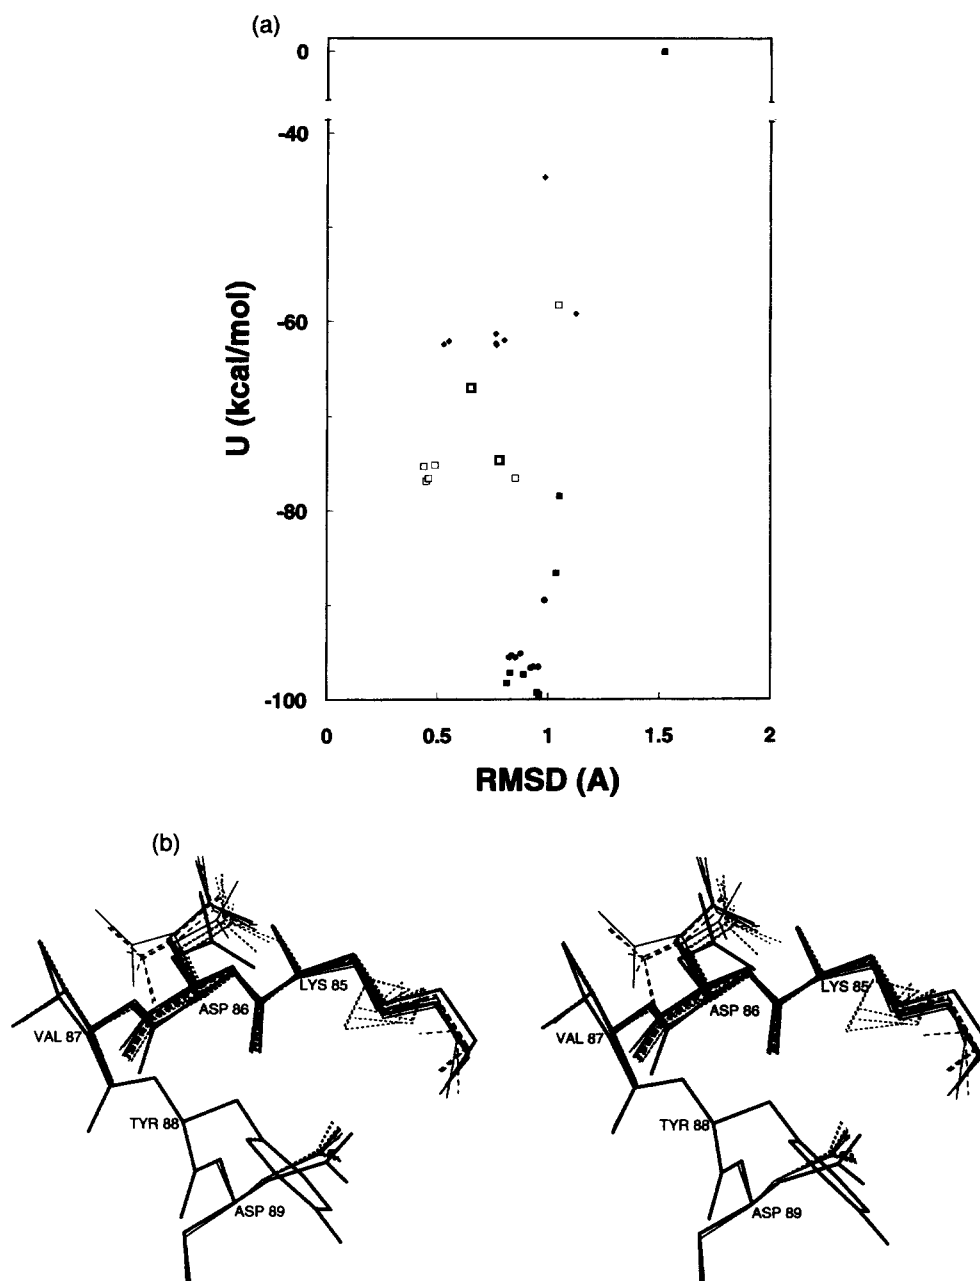 (a)
0
-40
-60
-80
-100
U (kcal/mol)
0 0.5 1 1.5 2
RMSD (A)
(b)
LYS 85
ASP 86
VAL 87
TYR 88
ASP 89
LYS 85
ASP 86
VAL 87
TYR 88
ASP 89